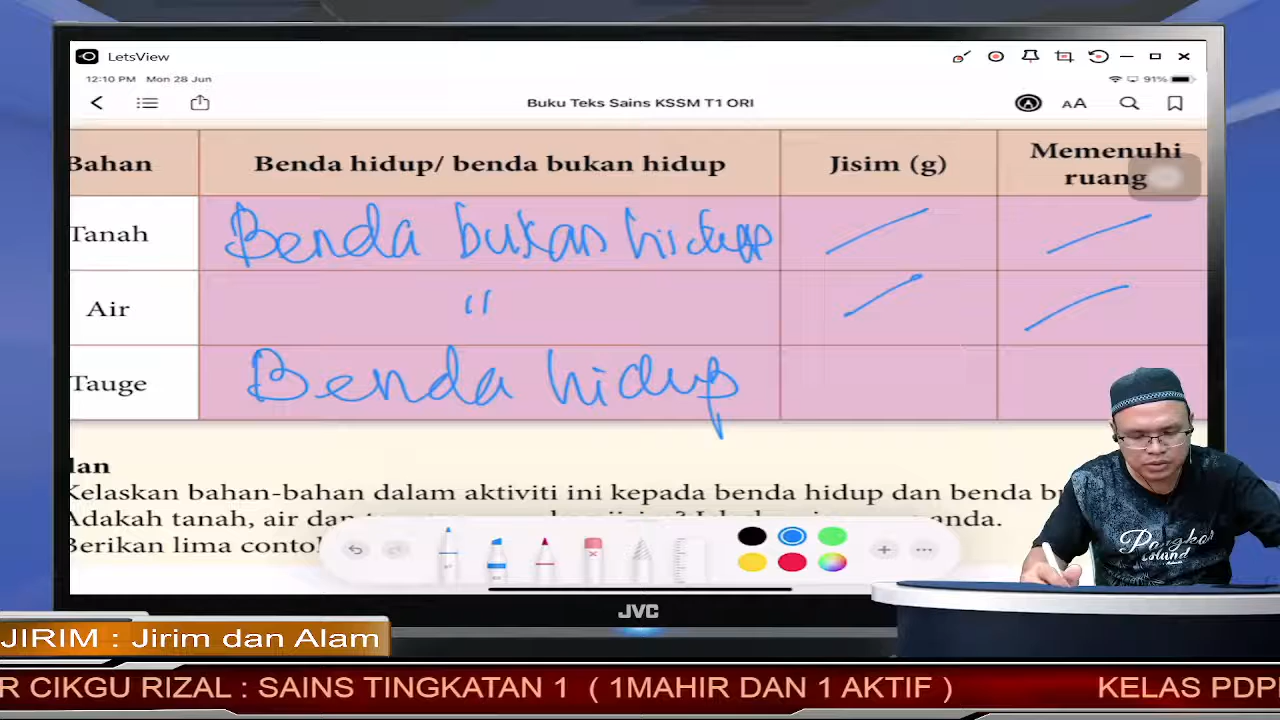 LetsView
12:10 PM Mon 28 Jun
91%
Buku Teks Sains KSSM T1 ORI
AA
Bahan Benda hidup/ benda bukan hidup Jisim (g) Memenuhi ruang
Tanah Benda bukan hidup
Air "
Tauge Benda hidup
lan
Kelaskan bahan-bahan dalam aktiviti ini kepada benda hidup dan benda b
Adakah tanah, air dan anda.
Berikan lima contoh
Pangkor
Island
JVC
JIRIM : Jirim dan Alam
R CIKGU RIZAL : SAINS TINGKATAN 1 ( 1MAHIR DAN 1 AKTIF ) KELAS PDP